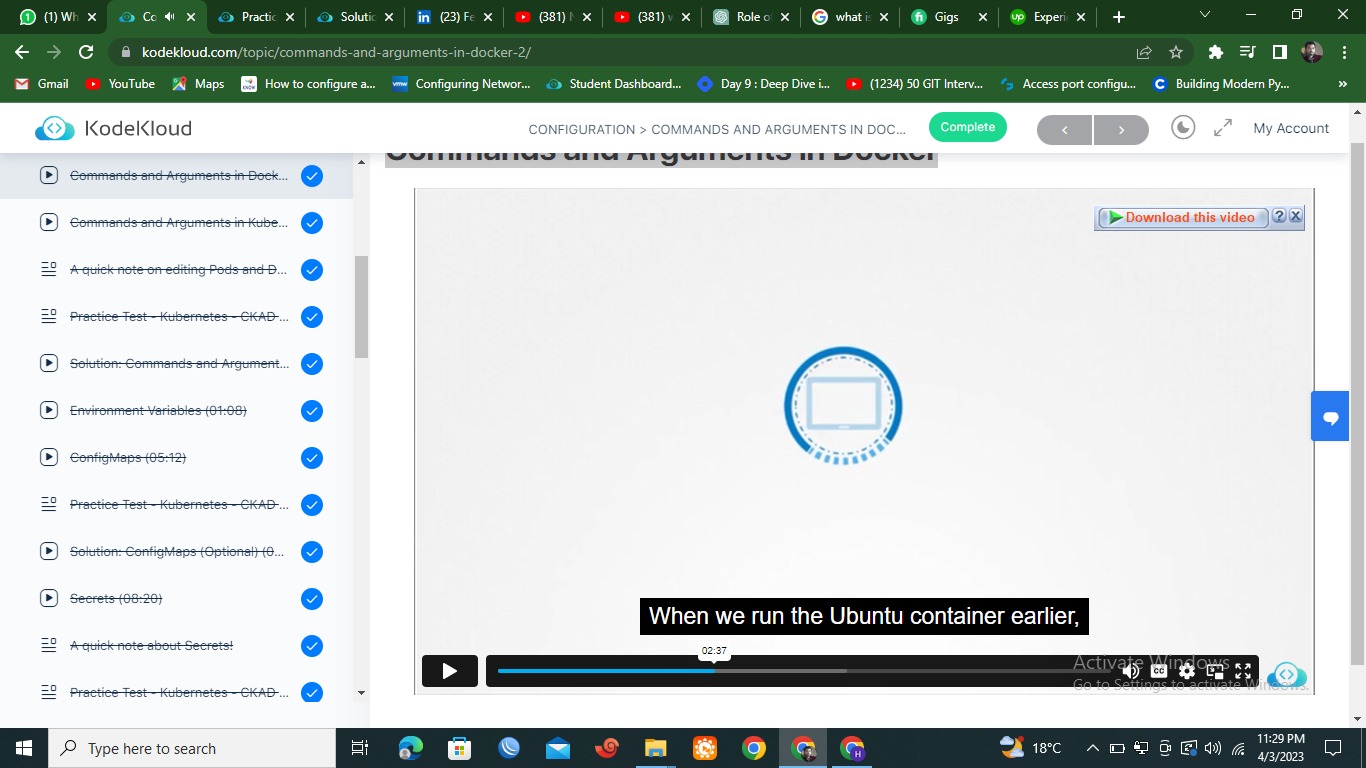 (1) Wh
Co
Practic
Solutic
(23) Fe
(381) N
(381) v
Role o
what is
Gigs
Experi
kodekloud.com/topic/commands-and-arguments-in-docker-2/
Gmail
YouTube
Maps
How to configure a...
Configuring Networ...
Student Dashboard...
Day 9 : Deep Dive i...
(1234) 50 GIT Interv...
Access port configu...
Building Modern Py...
»
KodeKloud
CONFIGURATION > COMMANDS AND ARGUMENTS IN DOC...
Complete
My Account
Commands and Arguments in Docker
Commands and Arguments in Dock...
Commands and Arguments in Kube...
A quick note on editing Pods and D...
Practice Test - Kubernetes - CKAD ...
Solution: Commands and Argument...
Environment Variables (01:08)
ConfigMaps (05:12)
Practice Test - Kubernetes - CKAD ...
Solution: ConfigMaps (Optional) (0...
Secrets (08:20)
A quick note about Secrets!
Practice Test - Kubernetes - CKAD ...
Download this video
When we run the Ubuntu container earlier,
02:37
CC
Activate Windows
Go to Settings to activate Windows.
Type here to search
18°C
11:29 PM
4/3/2023